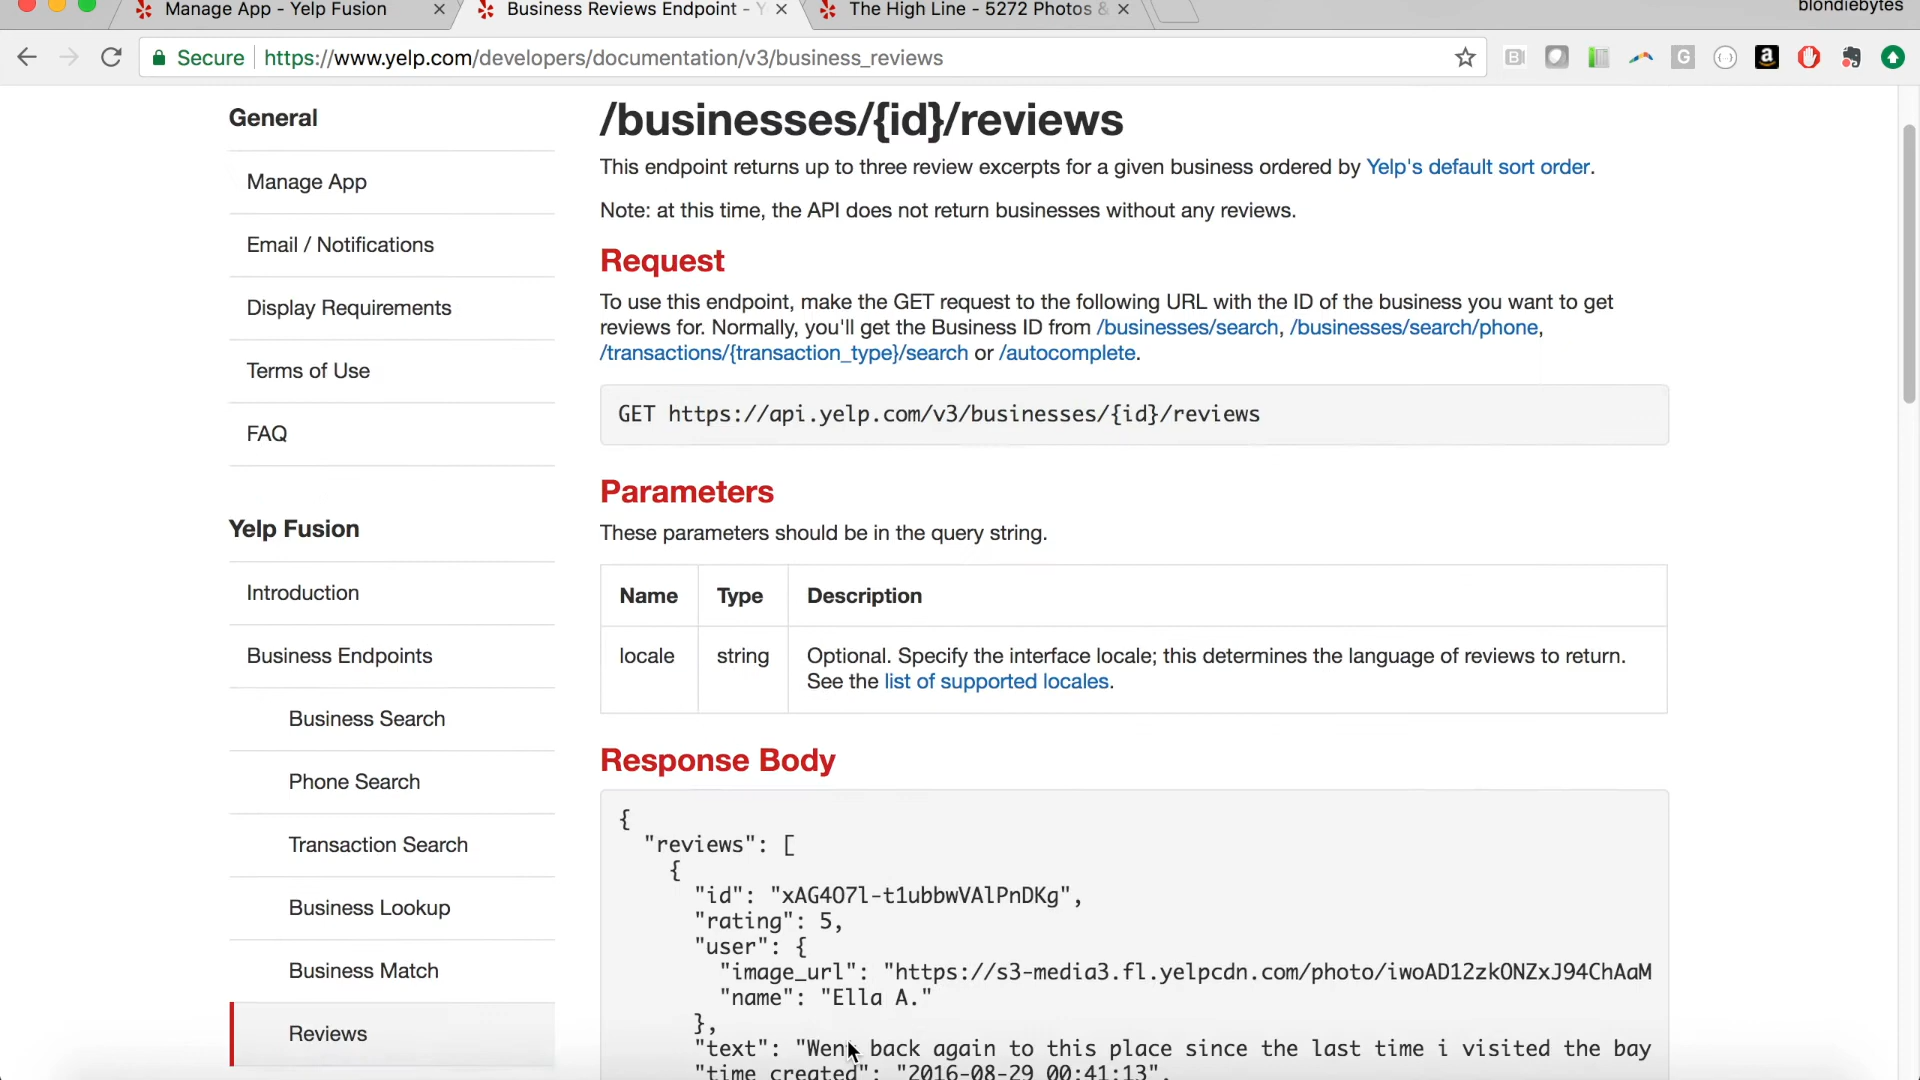 Manage App - Yelp Fusion
Business Reviews Endpoint - Y
The High Line - 5272 Photos &
blondiebytes
Secure
https://www.yelp.com/developers/documentation/v3/business_reviews
General
Manage App
Email / Notifications
Display Requirements
Terms of Use
FAQ
Yelp Fusion
Introduction
Business Endpoints
Business Search
Phone Search
Transaction Search
Business Lookup
Business Match
Reviews
/businesses/{id}/reviews
This endpoint returns up to three review excerpts for a given business ordered by Yelp's default sort order.
Note: at this time, the API does not return businesses without any reviews.
Request
To use this endpoint, make the GET request to the following URL with the ID of the business you want to get
reviews for. Normally, you'll get the Business ID from /businesses/search, /businesses/search/phone,
/transactions/{transaction_type}/search or /autocomplete.
GET https://api.yelp.com/v3/businesses/{id}/reviews
Parameters
These parameters should be in the query string.
Name Type Description
locale string Optional. Specify the interface locale; this determines the language of reviews to return.
See the list of supported locales.
Response Body
{
"reviews": [
{
"id": "xAG4O7l-t1ubbwVAlPnDKg",
"rating": 5,
"user": {
"image_url": "https://s3-media3.fl.yelpcdn.com/photo/iwoAD12zkONZxJ94ChAaM
"name": "Ella A."
},
"text": "Went back again to this place since the last time i visited the bay
"time_created": "2016-08-29 00:41:13",